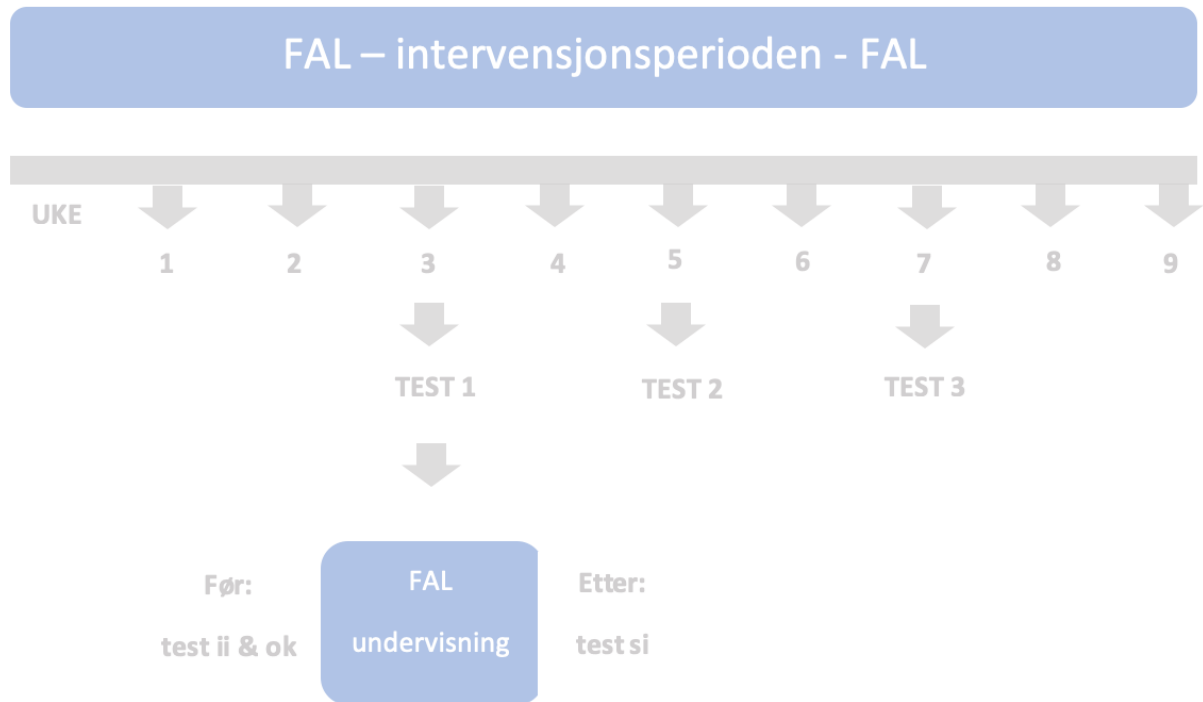 FAL – intervensjonsperioden - FAL
UKE
1 2 3 4 5 6 7 8 9
TEST 1 TEST 2 TEST 3
Før: FAL Etter:
test ii & ok undervisning test si